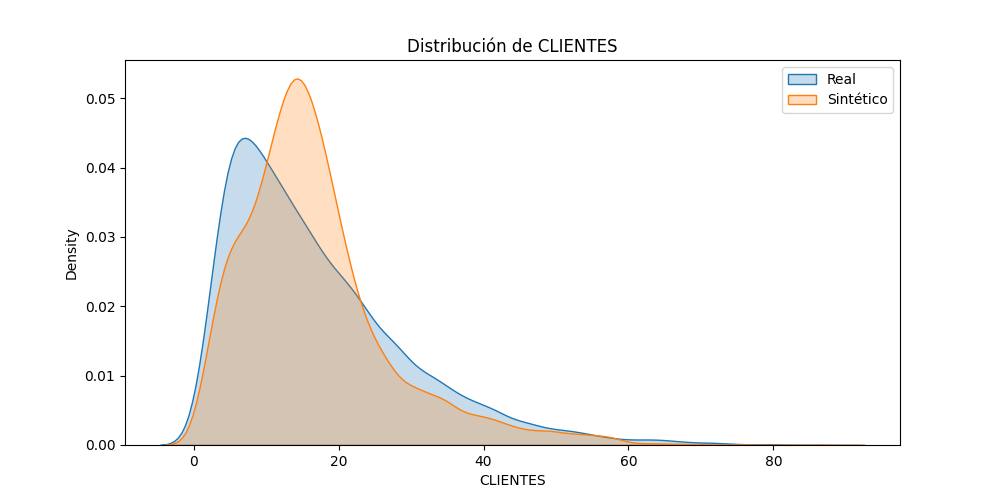 Distribución de CLIENTES
Real
Sintético
0.05
0.04
0.03
0.02
0.01
0.00
Density
0 20 40 60 80
CLIENTES